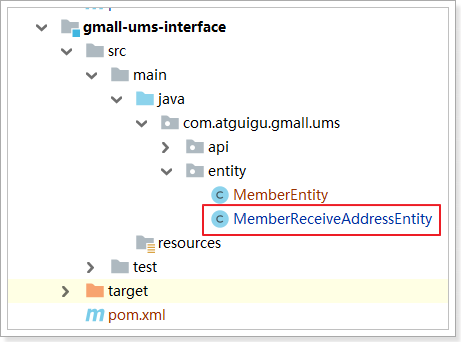 gmall-ums-interface
src
main
java
com.atguigu.gmall.ums
api
entity
MemberEntity
MemberReceiveAddressEntity
resources
test
target
pom.xml